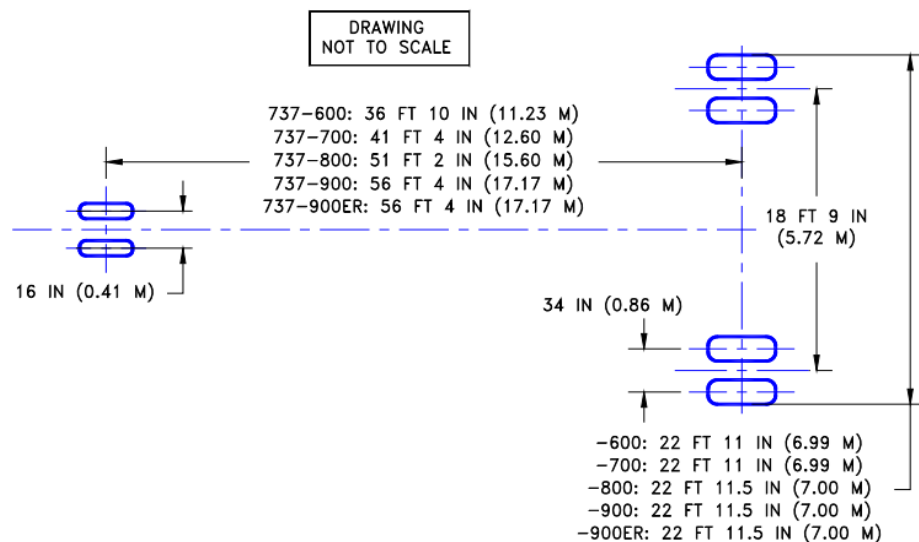 DRAWING
NOT TO SCALE
737-600: 36 FT 10 IN (11.23 M)
737-700: 41 FT 4 IN (12.60 M)
737-800: 51 FT 2 IN (15.60 M)
737-900: 56 FT 4 IN (17.17 M)
737-900ER: 56 FT 4 IN (17.17 M)
18 FT 9 IN
(5.72 M)
16 IN (0.41 M)
34 IN (0.86 M)
-600: 22 FT 11 IN (6.99 M)
-700: 22 FT 11 IN (6.99 M)
-800: 22 FT 11.5 IN (7.00 M)
-900: 22 FT 11.5 IN (7.00 M)
-900ER: 22 FT 11.5 IN (7.00 M)